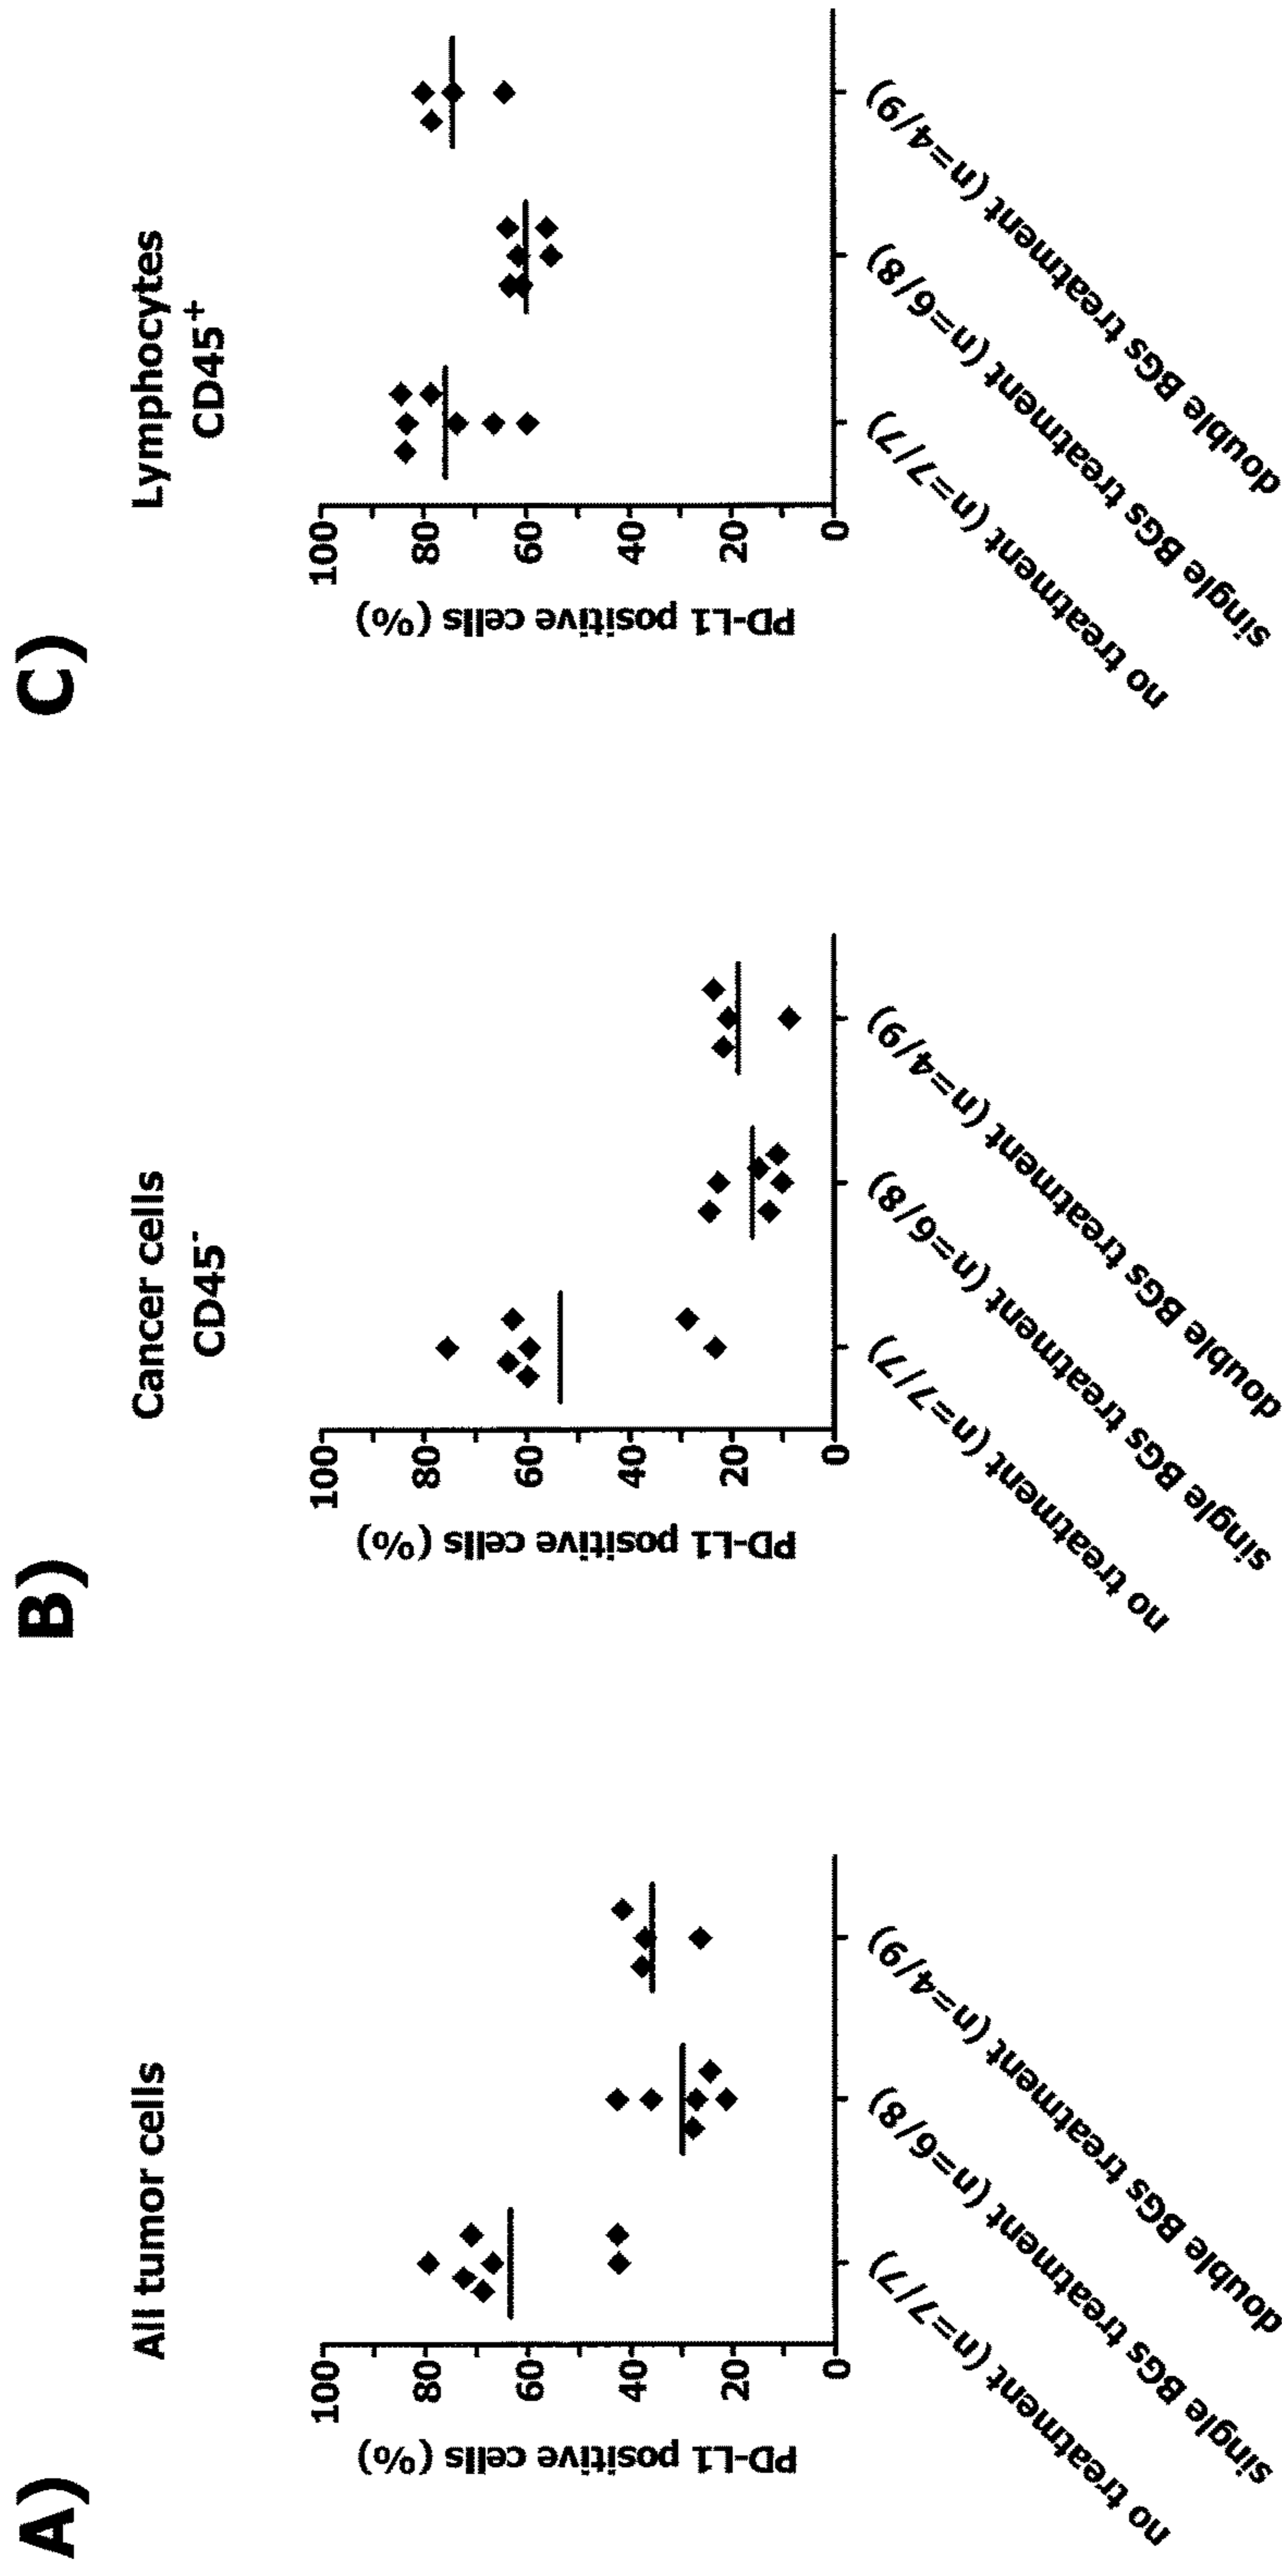 A)
All tumor cells
PD-L1 positive cells (%)
100
80
60
40
20
0
no treatment (n=7/7)
single BGs treatment (n=6/8)
double BGs treatment (n=4/9)
B)
Cancer cells
CD45⁻
PD-L1 positive cells (%)
100
80
60
40
20
0
no treatment (n=7/7)
single BGs treatment (n=6/8)
double BGs treatment (n=4/9)
C)
Lymphocytes
CD45⁺
PD-L1 positive cells (%)
100
80
60
40
20
0
no treatment (n=7/7)
single BGs treatment (n=6/8)
double BGs treatment (n=4/9)